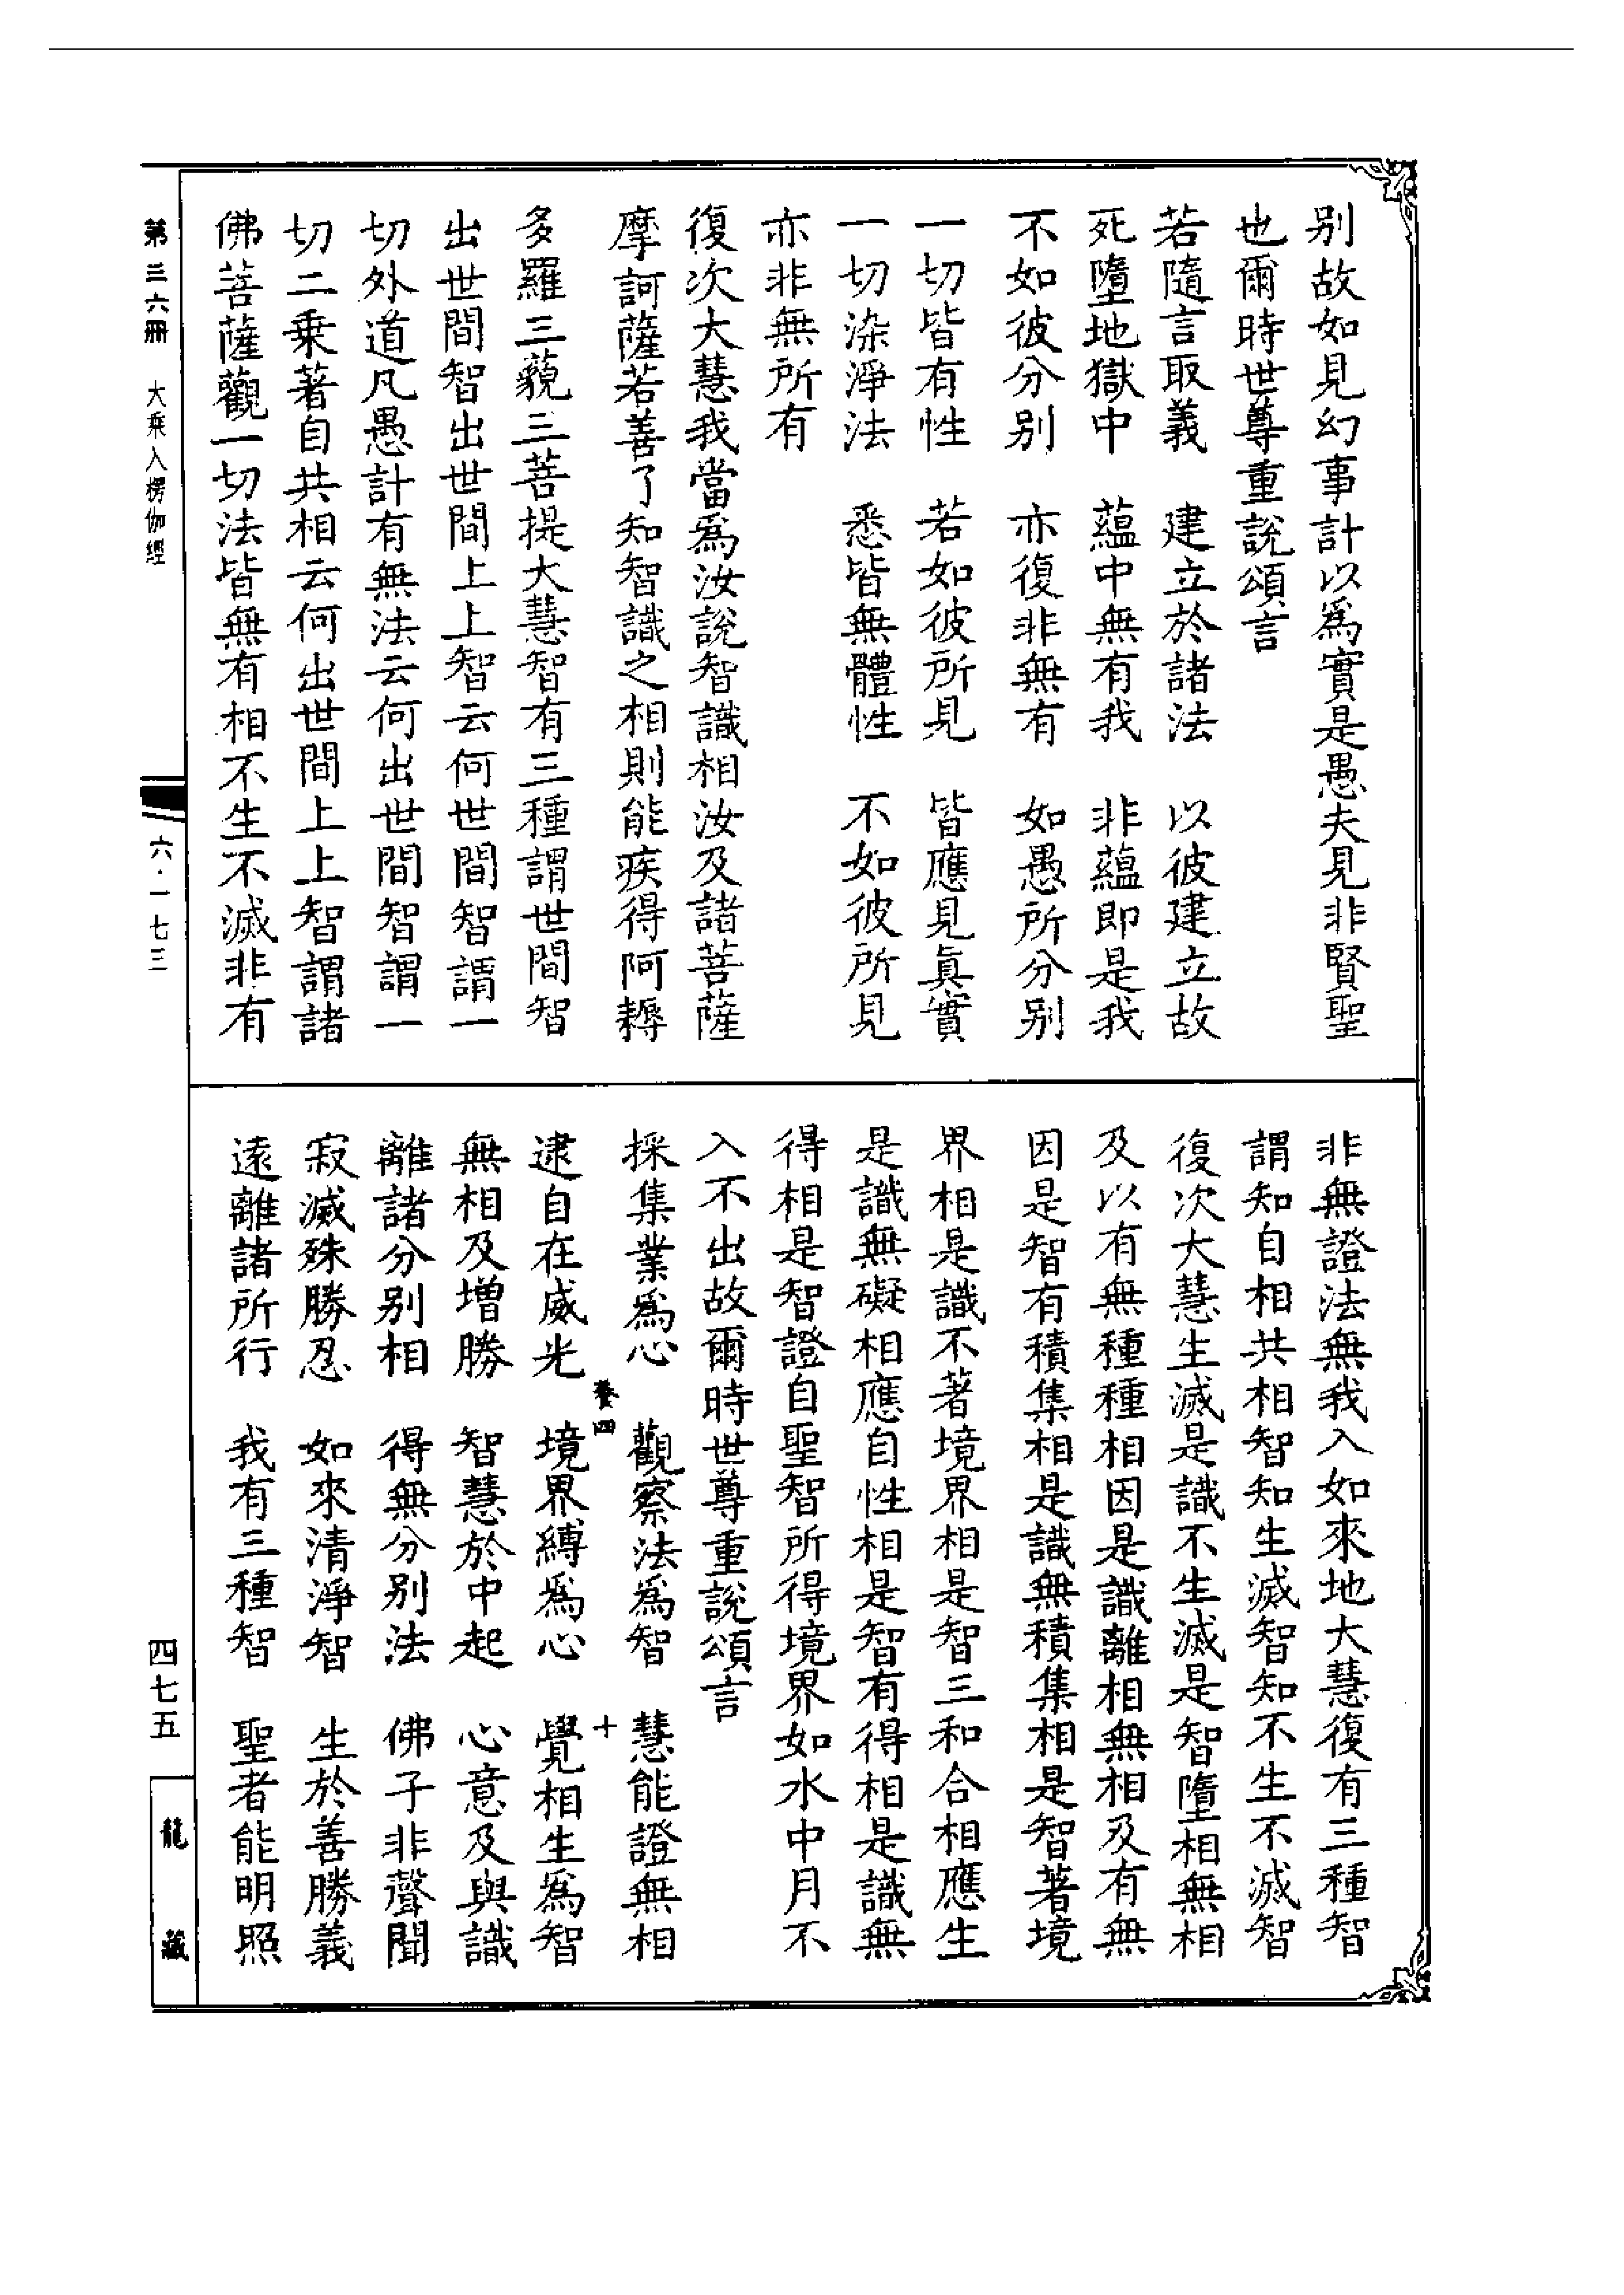 别故如見幻事計以爲實是愚夫見非賢聖
也爾時世尊重說頌言
若隨言取義　建立於諸法　以彼建立故
死墮地獄中　蘊中無有我　非蘊即是我
不如彼分别　亦復非無有　如愚所分别
一切皆有性　若如彼所見　皆應見眞實
一切染淨法　悉皆無體性　不如彼所見
亦非無所有
復次大慧我當爲汝說智識相汝及諸菩薩
摩訶薩若善了知智識之相則能疾得阿耨
多羅三藐三菩提大慧智有三種謂世間智
出世間智出世間上上智云何世間智謂一
切外道凡愚計有無法云何出世間智謂一
切二乘著自共相云何出世間上上智謂諸
佛菩薩觀一切法皆無有相不生不滅非有
非無證法無我入如來地大慧復有三種智
謂知自相共相智知生滅智知不生不滅智
復次大慧生滅是識不生滅是智墮相無相
及以有無種種相因是識離相無相及有無
因是智有積集相是識無積集相是智著境
界相是識不著境界相是智三和合相應生
是識無礙相應自性相是智有得相是識無
得相是智證自聖智所得境界如水中月不
入不出故爾時世尊重說頌言
採集業爲心　觀察法爲智　慧能證無相
養四　十
逮自在威光　境界縛爲心　覺相生爲智
無相及增勝　智慧於中起　心意及與識
離諸分别相　得無分别法　佛子非聲聞
寂滅殊勝忍　如來清淨智　生於善勝義
遠離諸所行　我有三種智　聖者能明照
第三六冊　大乘入楞伽經
六·一七三
四七五
龍藏